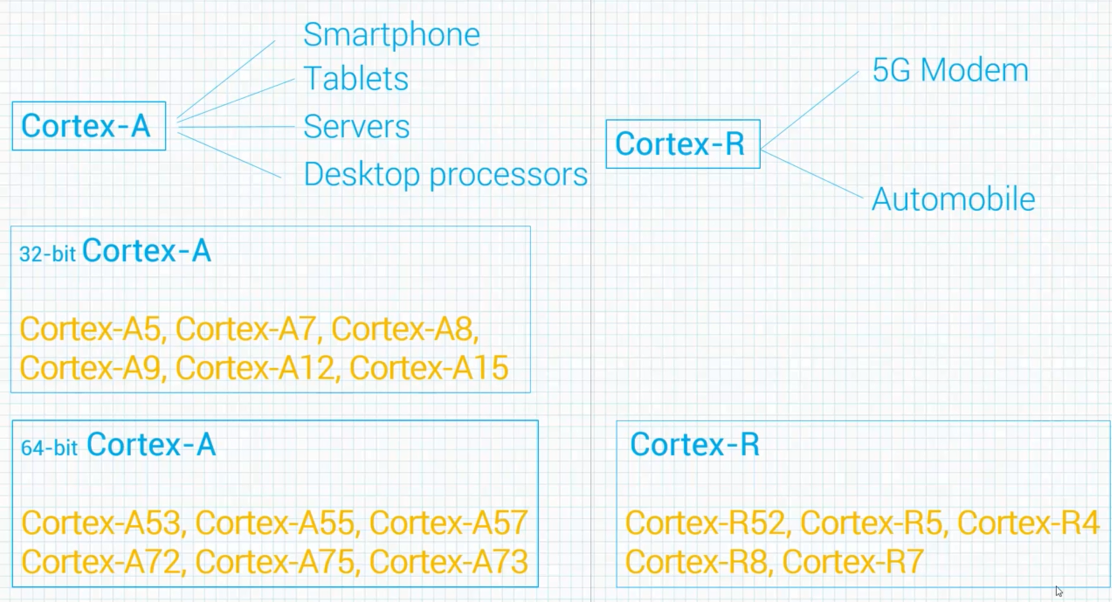 Cortex-A
Smartphone
Tablets
Servers
Desktop processors
32-bit Cortex-A
Cortex-A5, Cortex-A7, Cortex-A8,
Cortex-A9, Cortex-A12, Cortex-A15
64-bit Cortex-A
Cortex-A53, Cortex-A55, Cortex-A57
Cortex-A72, Cortex-A75, Cortex-A73
Cortex-R
5G Modem
Automobile
Cortex-R
Cortex-R52, Cortex-R5, Cortex-R4
Cortex-R8, Cortex-R7